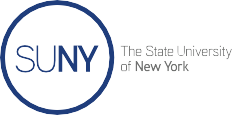 SUNY
The State University
of New York